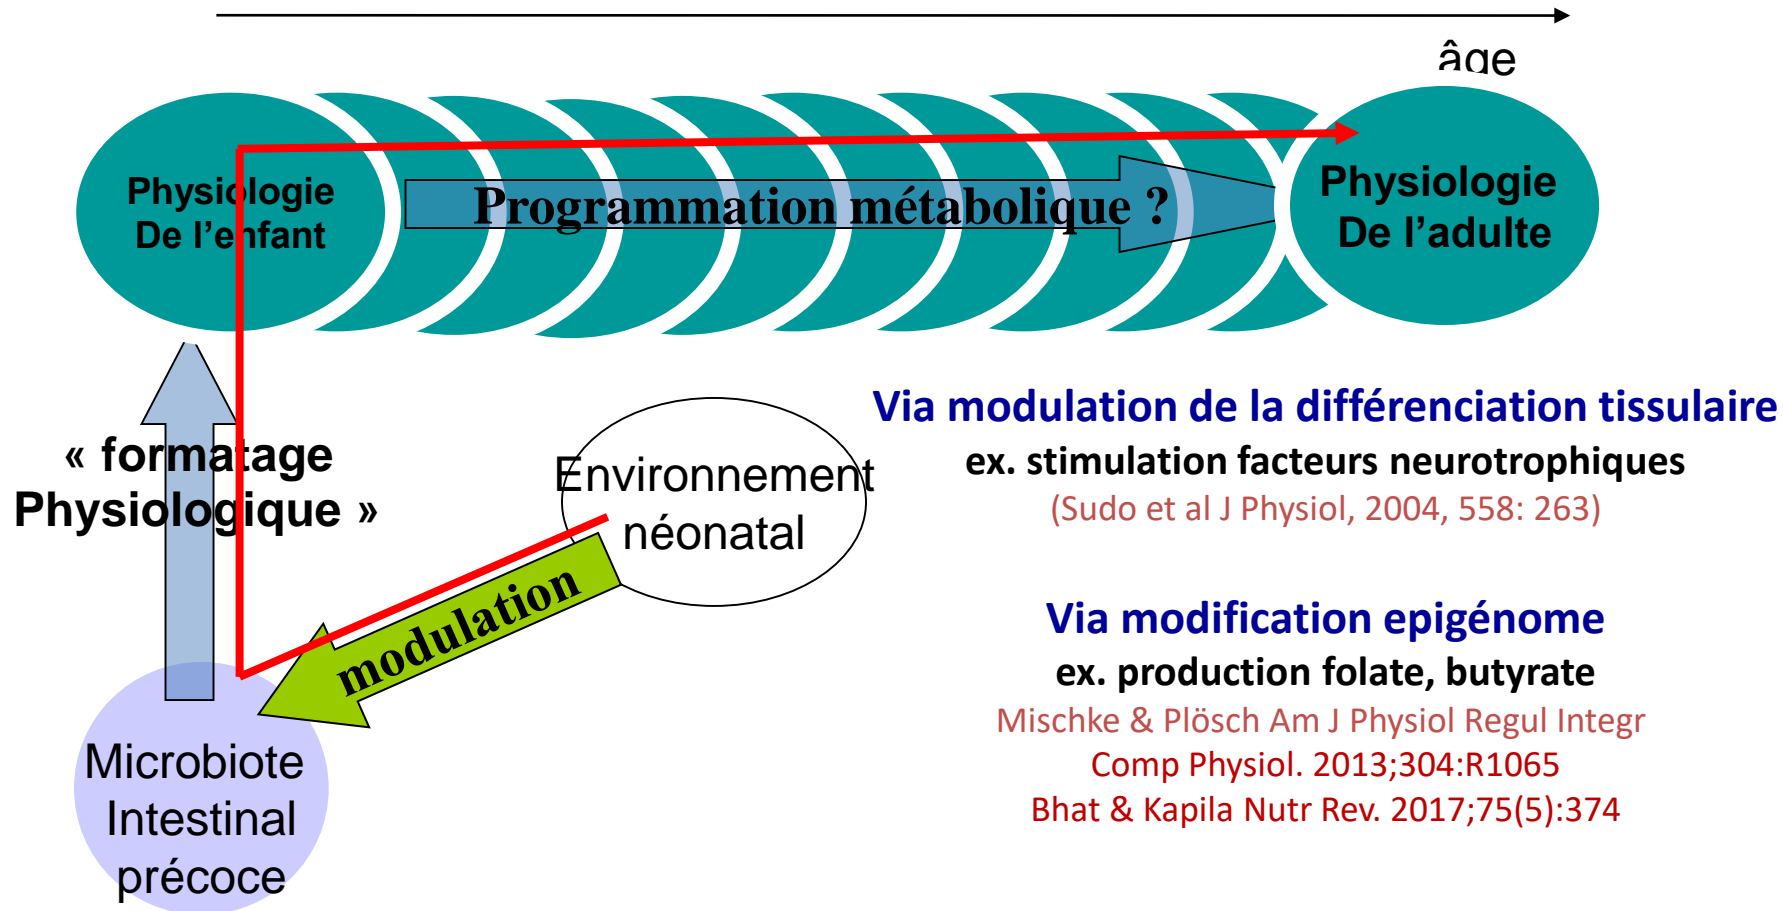 âge
Physiologie
De l'enfant
Programmation métabolique ?
Physiologie
De l'adulte
« formatage
Physiologique »
Environnement
néonatal
modulation
Microbiote
Intestinal
précoce
Via modulation de la différenciation tissulaire
ex. stimulation facteurs neurotrophiques
(Sudo et al J Physiol, 2004, 558: 263)
Via modification epigénome
ex. production folate, butyrate
Mischke & Plösch Am J Physiol Regul Integr
Comp Physiol. 2013;304:R1065
Bhat & Kapila Nutr Rev. 2017;75(5):374